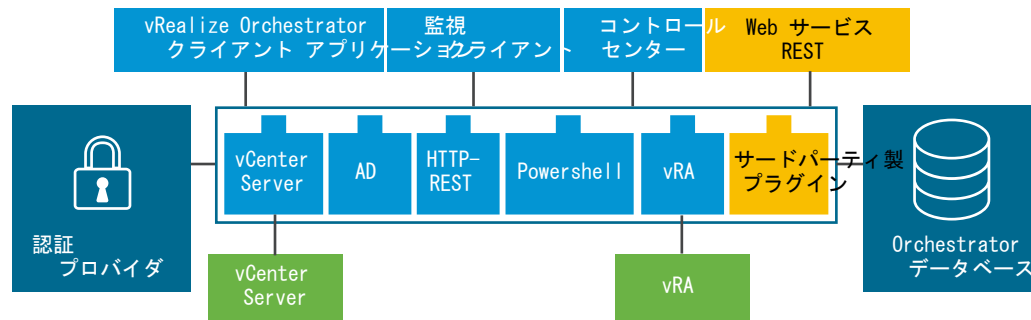 vRealize Orchestrator
クライアント アプリケーション
監視
クライアント
コントロール
センター
Web サービス
REST
認証
プロバイダ
vCenter
Server
AD
HTTP-
REST
Powershell
vRA
サードパーティ製
プラグイン
Orchestrator
データベース
vCenter
Server
vRA